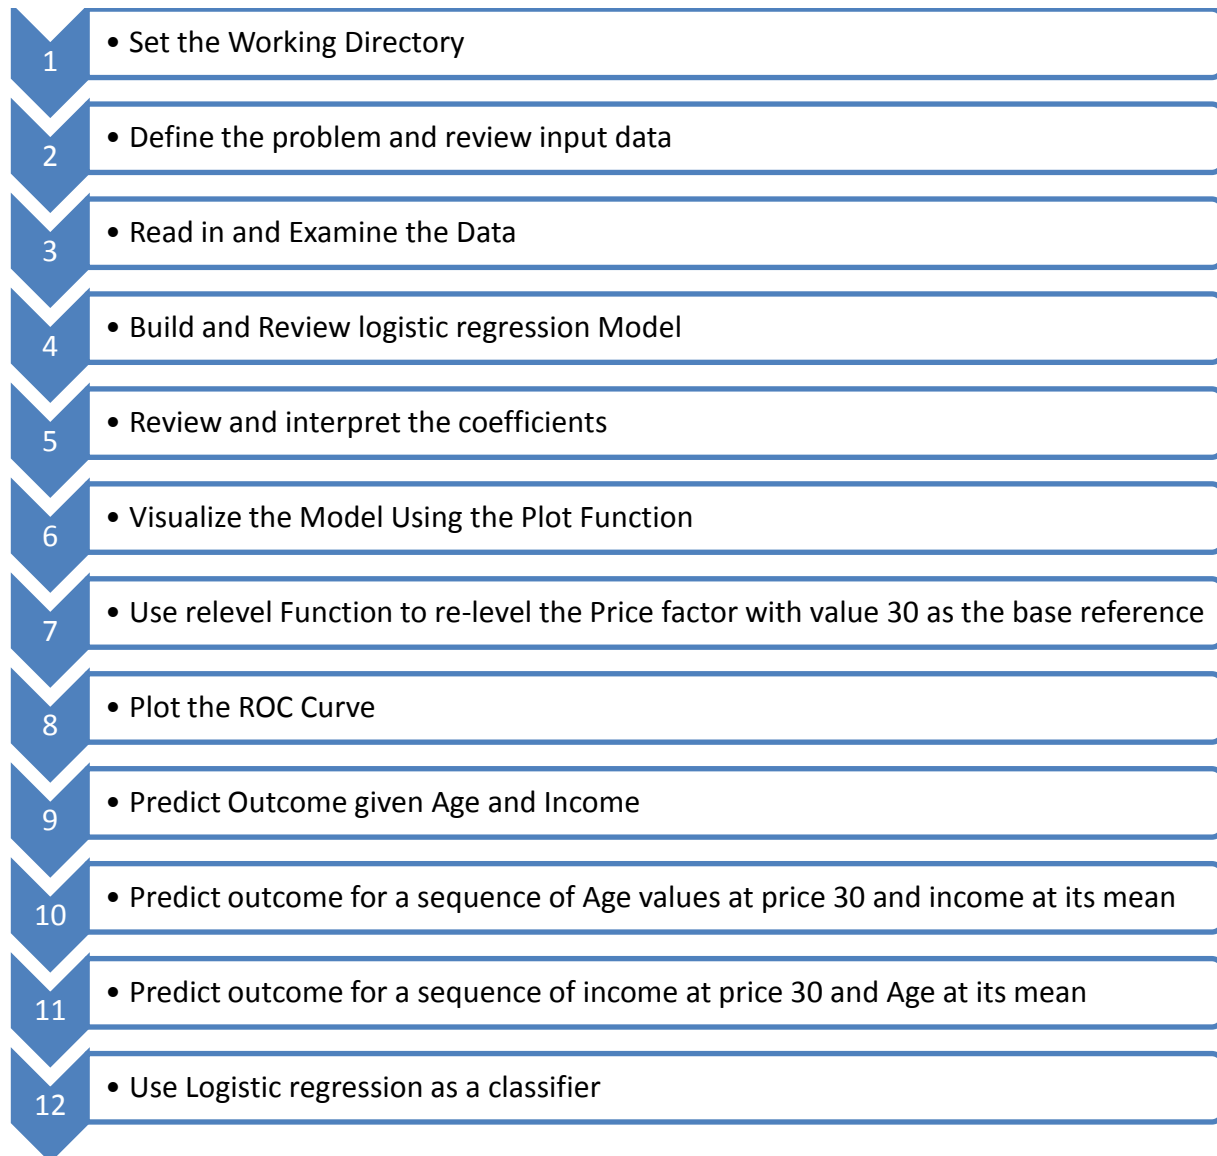 1 • Set the Working Directory
2 • Define the problem and review input data
3 • Read in and Examine the Data
4 • Build and Review logistic regression Model
5 • Review and interpret the coefficients
6 • Visualize the Model Using the Plot Function
7 • Use relevel Function to re-level the Price factor with value 30 as the base reference
8 • Plot the ROC Curve
9 • Predict Outcome given Age and Income
10 • Predict outcome for a sequence of Age values at price 30 and income at its mean
11 • Predict outcome for a sequence of income at price 30 and Age at its mean
12 • Use Logistic regression as a classifier